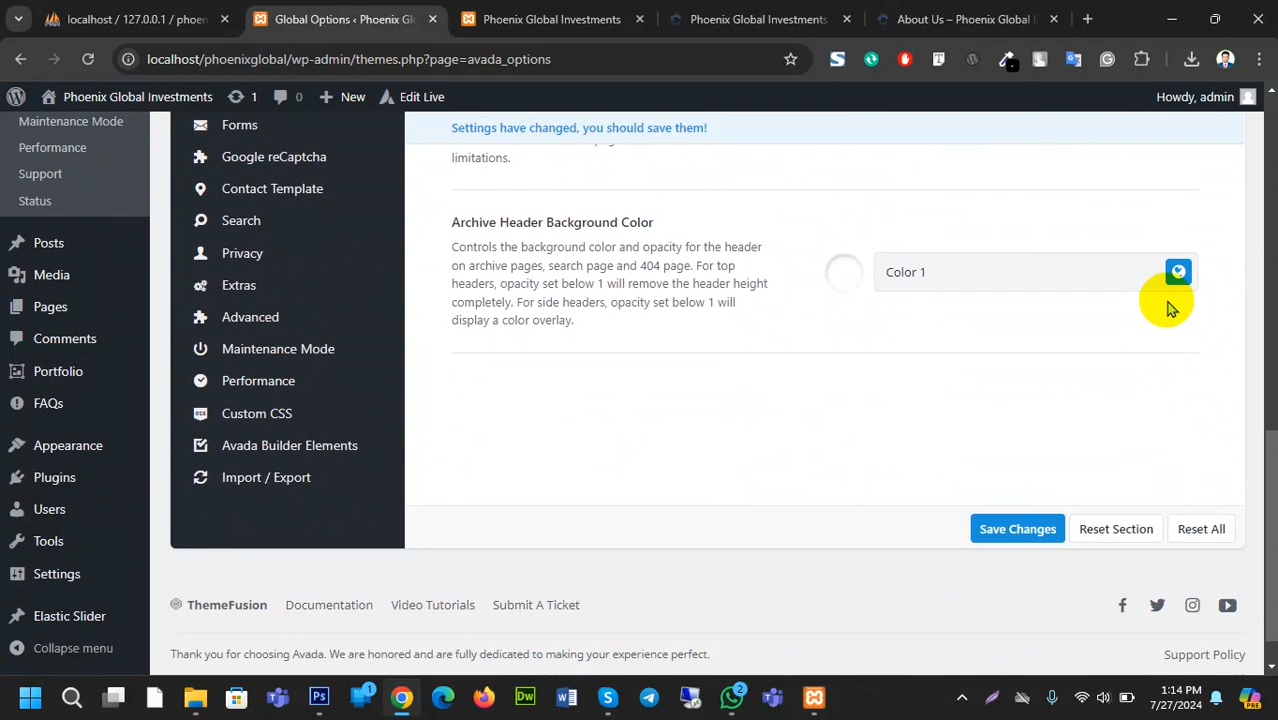 localhost / 127.0.0.1 / phoen
Global Options ‹ Phoenix Gl
Phoenix Global Investments
Phoenix Global Investments
About Us – Phoenix Global I
localhost/phoenixglobal/wp-admin/themes.php?page=avada_options
Phoenix Global Investments
1
0
New
Edit Live
Howdy, admin
Maintenance Mode
Performance
Support
Status
Posts
Media
Pages
Comments
Portfolio
FAQs
Appearance
Plugins
Users
Tools
Settings
Elastic Slider
Collapse menu
Forms
Google reCaptcha
Contact Template
Search
Privacy
Extras
Advanced
Maintenance Mode
Performance
Custom CSS
Avada Builder Elements
Import / Export
Settings have changed, you should save them!
limitations.
Archive Header Background Color
Controls the background color and opacity for the header
on archive pages, search page and 404 page. For top
headers, opacity set below 1 will remove the header height
completely. For side headers, opacity set below 1 will
display a color overlay.
Color 1
Save Changes
Reset Section
Reset All
ThemeFusion
Documentation
Video Tutorials
Submit A Ticket
Thank you for choosing Avada. We are honored and are fully dedicated to making your experience perfect.
Support Policy
1:14 PM
7/27/2024